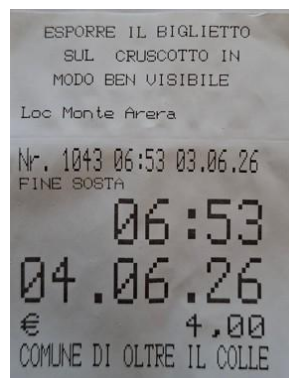 ESPORRE IL BIGLIETTO
SUL CRUSCOTTO IN
MODO BEN VISIBILE
Loc Monte Arera
Nr. 1043 06:53 03.06.26
FINE SOSTA
06:53
04.06.26
€ 4,00
COMUNE DI OLTRE IL COLLE